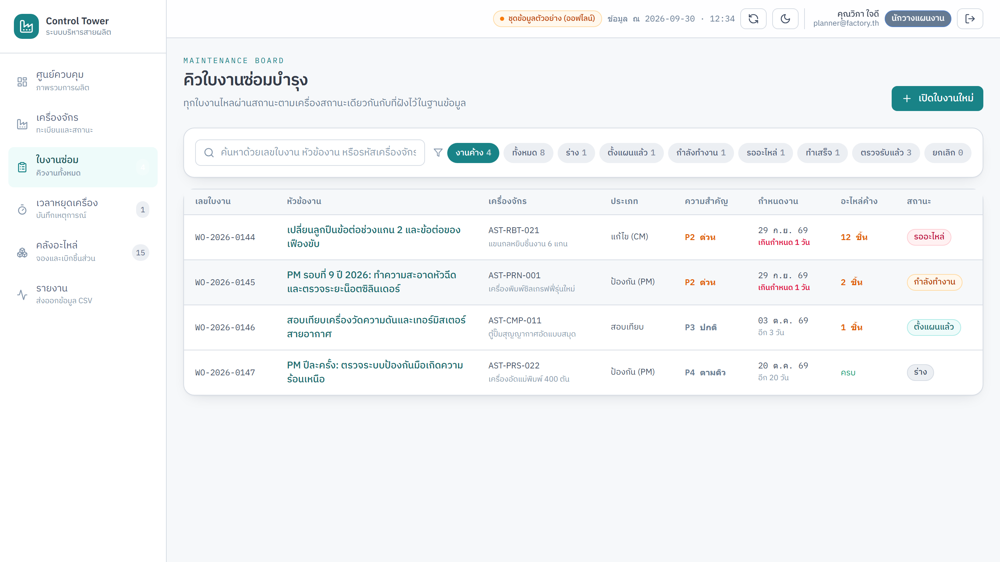 Control Tower
ระบบบริหารสายผลิต
ชุดข้อมูลตัวอย่าง (ออฟไลน์)
ข้อมูล ณ 2026-09-30 · 12:34
คุณวิภา ใจดี
planner@factory.th
นักวางแผนงาน
ศูนย์ควบคุม
ภาพรวมการผลิต
เครื่องจักร
ทะเบียนและสถานะ
ใบงานซ่อม
คิวงานทั้งหมด
4
เวลาหยุดเครื่อง
บันทึกเหตุการณ์
1
คลังอะไหล่
จองและเบิกชิ้นส่วน
15
รายงาน
ส่งออกข้อมูล CSV
MAINTENANCE BOARD
คิวใบงานซ่อมบำรุง
ทุกใบงานไหลผ่านสถานะตามเครื่องสถานะเดียวกันกับที่ฝังไว้ในฐานข้อมูล
เปิดใบงานใหม่
ค้นหาด้วยเลขใบงาน หัวข้องาน หรือรหัสเครื่องจักร
งานค้าง 4
ทั้งหมด 8
ร่าง 1
ตั้งแผนแล้ว 1
กำลังทำงาน 1
รออะไหล่ 1
ทำเสร็จ 1
ตรวจรับแล้ว 3
ยกเลิก 0
เลขใบงาน หัวข้องาน เครื่องจักร ประเภท ความสำคัญ กำหนดงาน อะไหล่ค้าง สถานะ
WO-2026-0144
เปลี่ยนลูกปืนข้อต่อช่วงแกน 2 และข้อต่อของ
เฟืองขับ
AST-RBT-021
แขนกลหยิบชิ้นงาน 6 แกน
แก้ไข (CM)
P2 ด่วน
29 ก.ย. 69
เกินกำหนด 1 วัน
12 ชิ้น
รออะไหล่
WO-2026-0145
PM รอบที่ 9 ปี 2026: ทำความสะอาดหัวฉีด
และตรวจระยะน็อตซิลินเดอร์
AST-PRN-001
เครื่องพิมพ์ซิลเกรฟฟี่รุ่นใหม่
ป้องกัน (PM)
P2 ด่วน
29 ก.ย. 69
เกินกำหนด 1 วัน
2 ชิ้น
กำลังทำงาน
WO-2026-0146
สอบเทียบเครื่องวัดความดันและเทอร์มิสเตอร์
สายอากาศ
AST-CMP-011
ตู้ปั๊มสุญญากาศอัดแบบสมุด
สอบเทียบ
P3 ปกติ
03 ต.ค. 69
อีก 3 วัน
1 ชิ้น
ตั้งแผนแล้ว
WO-2026-0147
PM ปีละครั้ง: ตรวจระบบป้องกันมือเกิดความ
ร้อนเหนือ
AST-PRS-022
เครื่องอัดแม่พิมพ์ 400 ตัน
ป้องกัน (PM)
P4 ตามคิว
20 ต.ค. 69
อีก 20 วัน
ครบ
ร่าง